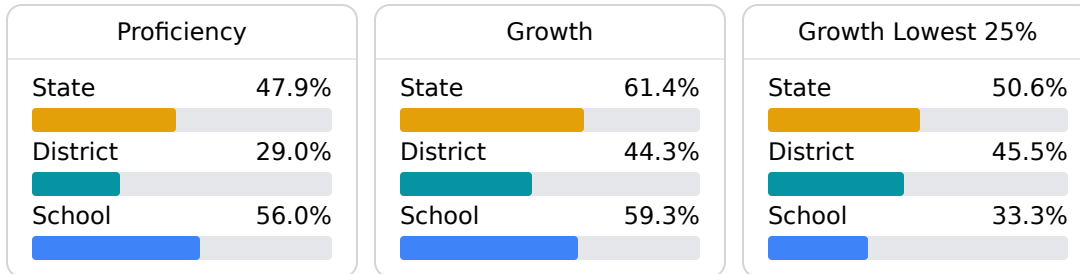 Proficiency
State 47.9%
District 29.0%
School 56.0%
Growth
State 61.4%
District 44.3%
School 59.3%
Growth Lowest 25%
State 50.6%
District 45.5%
School 33.3%